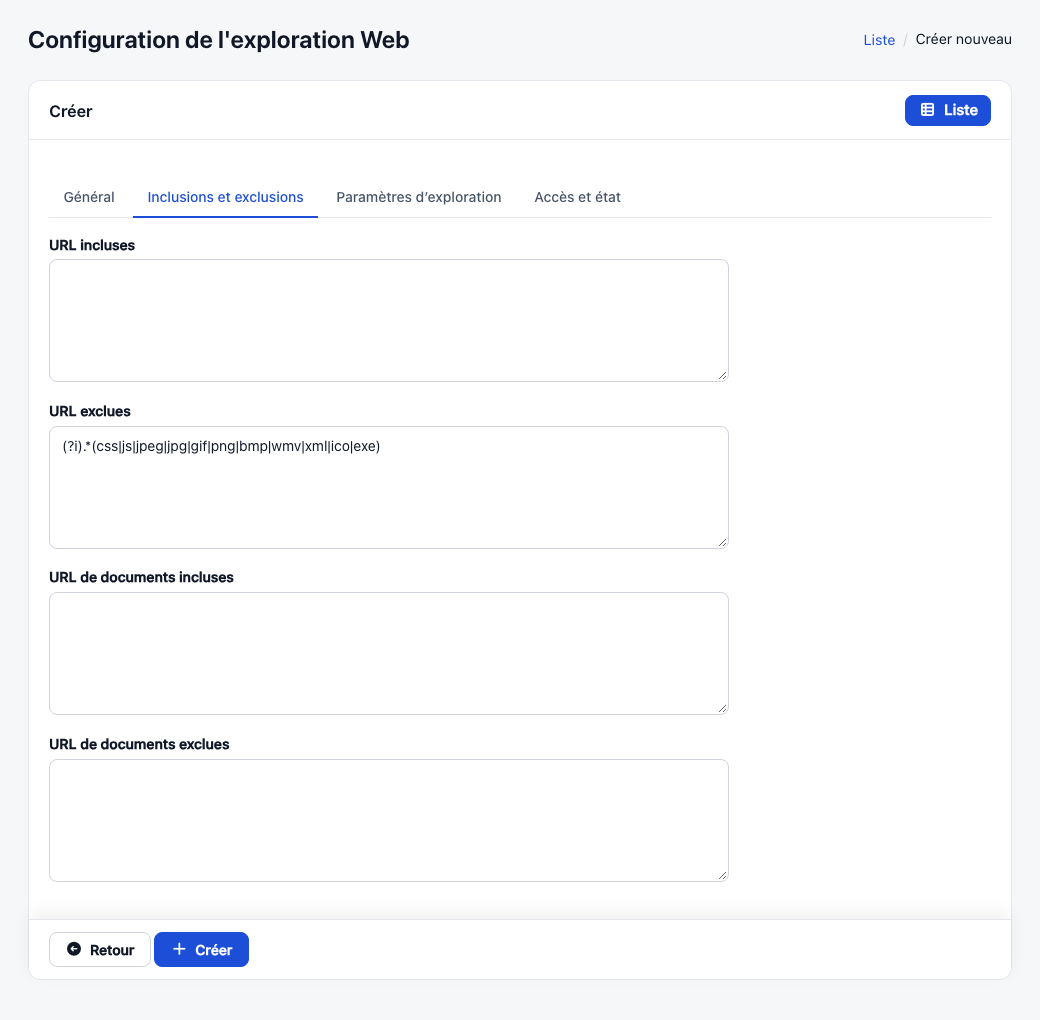 Configuration de l'exploration Web
Liste / Créer nouveau
Créer
Liste
Général
Inclusions et exclusions
Paramètres d’exploration
Accès et état
URL incluses
URL exclues
(?i).*(css|js|jpeg|jpg|gif|png|bmp|wmv|xml|ico|exe)
URL de documents incluses
URL de documents exclues
Retour
Créer